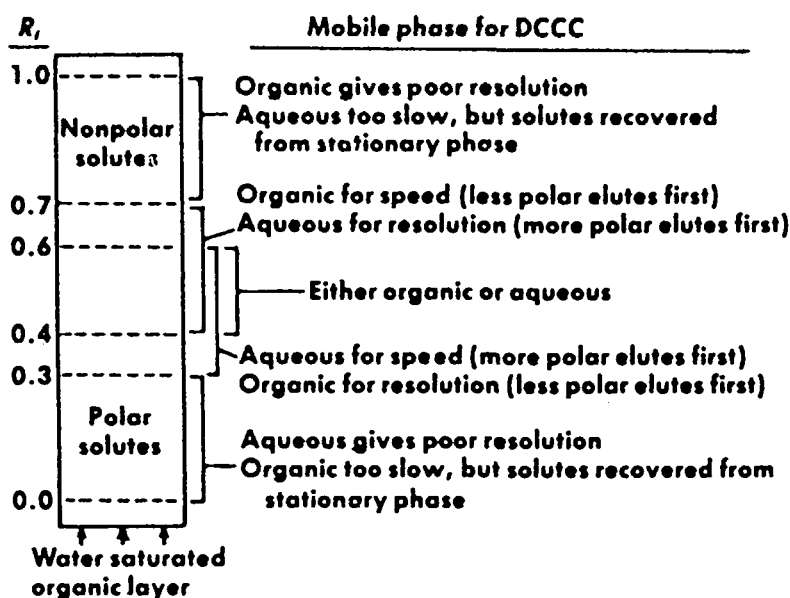 Rf
Mobile phase for DCCC
1.0
Organic gives poor resolution
Aqueous too slow, but solutes recovered
from stationary phase
Nonpolar
solutes
0.7
Organic for speed (less polar elutes first)
Aqueous for resolution (more polar elutes first)
0.6
Either organic or aqueous
0.4
Aqueous for speed (more polar elutes first)
0.3
Organic for resolution (less polar elutes first)
Polar
solutes
Aqueous gives poor resolution
Organic too slow, but solutes recovered from
stationary phase
0.0
Water saturated
organic layer